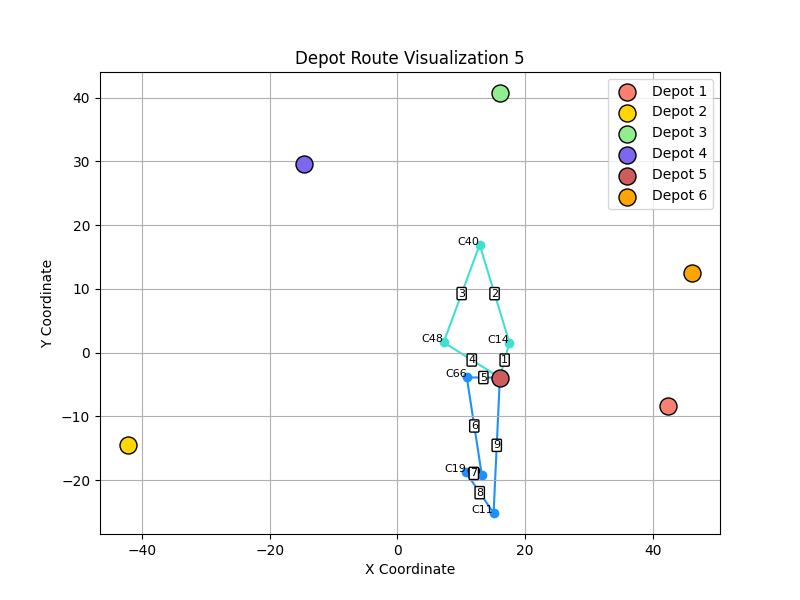 Depot Route Visualization 5
Depot 1
Depot 2
Depot 3
Depot 4
Depot 5
Depot 6
40
30
20
10
0
−10
−20
Y Coordinate
C40
3
2
C48
C14
4
1
C66
5
6
9
C19
7
8
C11
−40
−20
0
20
40
X Coordinate